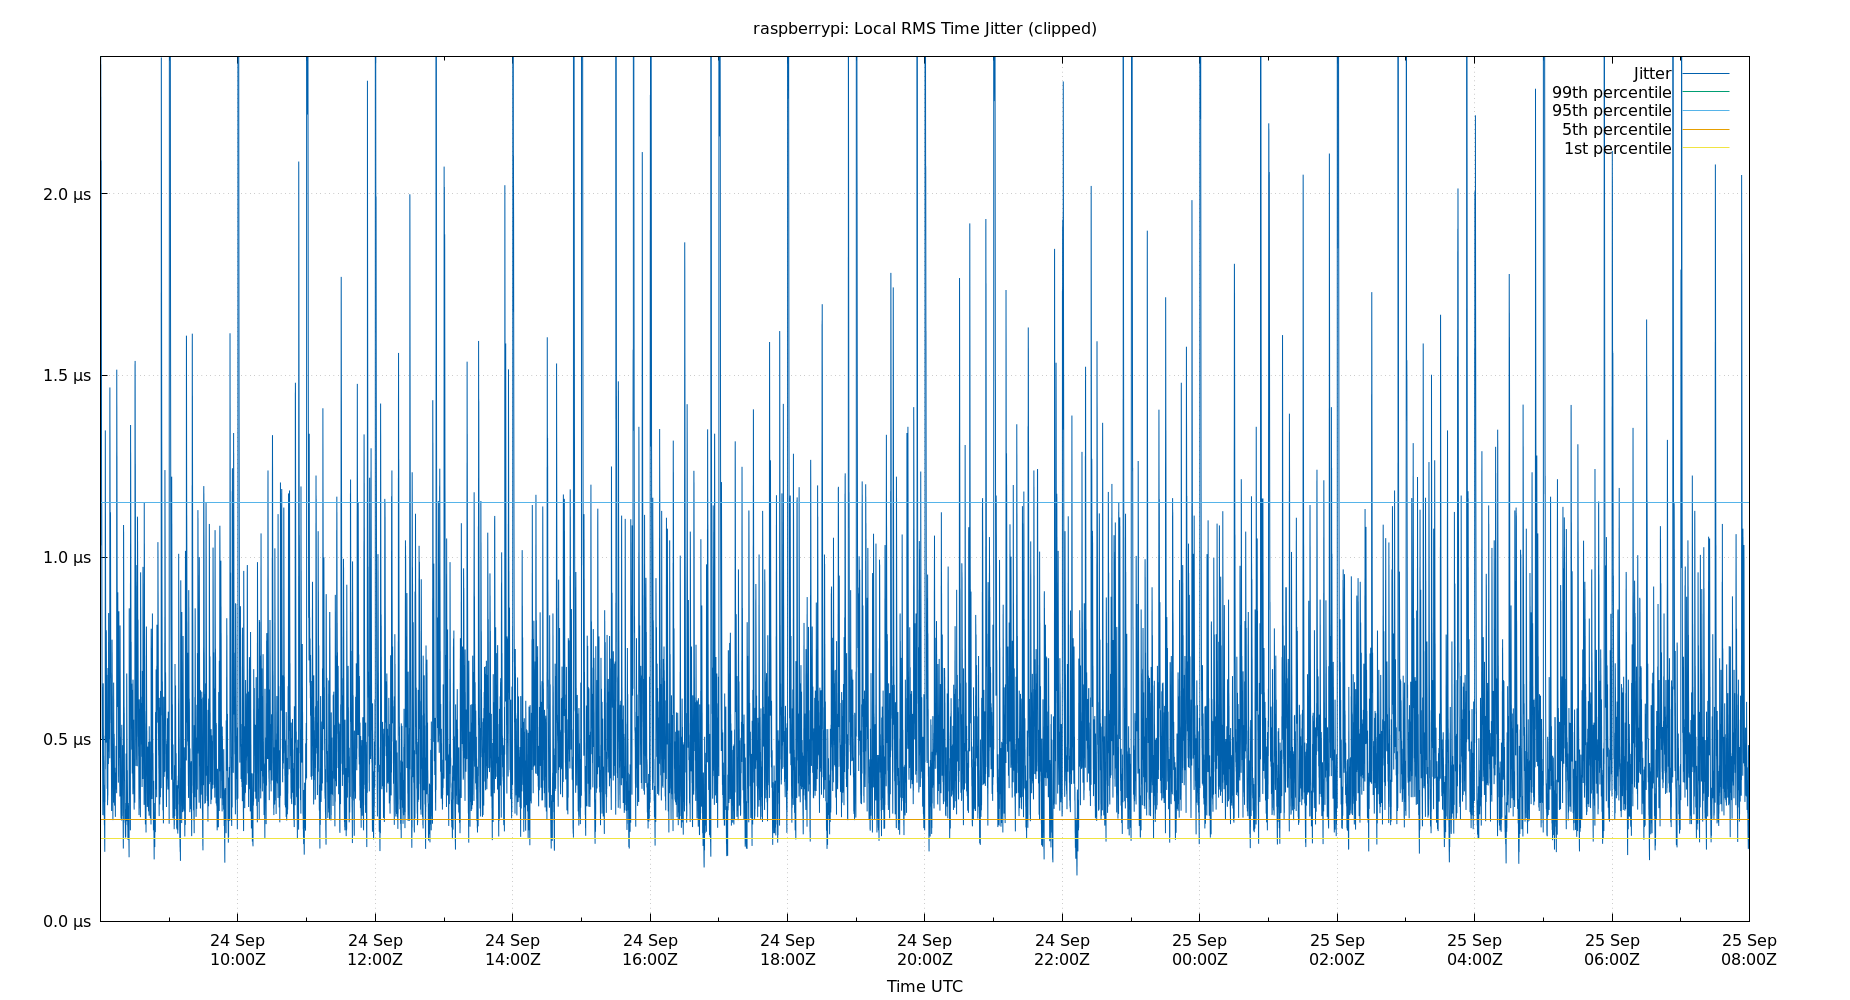 raspberrypi: Local RMS Time Jitter (clipped)
Jitter
99th percentile
95th percentile
5th percentile
1st percentile
2.0 µs
1.5 µs
1.0 µs
0.5 µs
0.0 µs
24 Sep 24 Sep 24 Sep 24 Sep 24 Sep 24 Sep 24 Sep 25 Sep 25 Sep 25 Sep 25 Sep 25 Sep
10:00Z 12:00Z 14:00Z 16:00Z 18:00Z 20:00Z 22:00Z 00:00Z 02:00Z 04:00Z 06:00Z 08:00Z
Time UTC